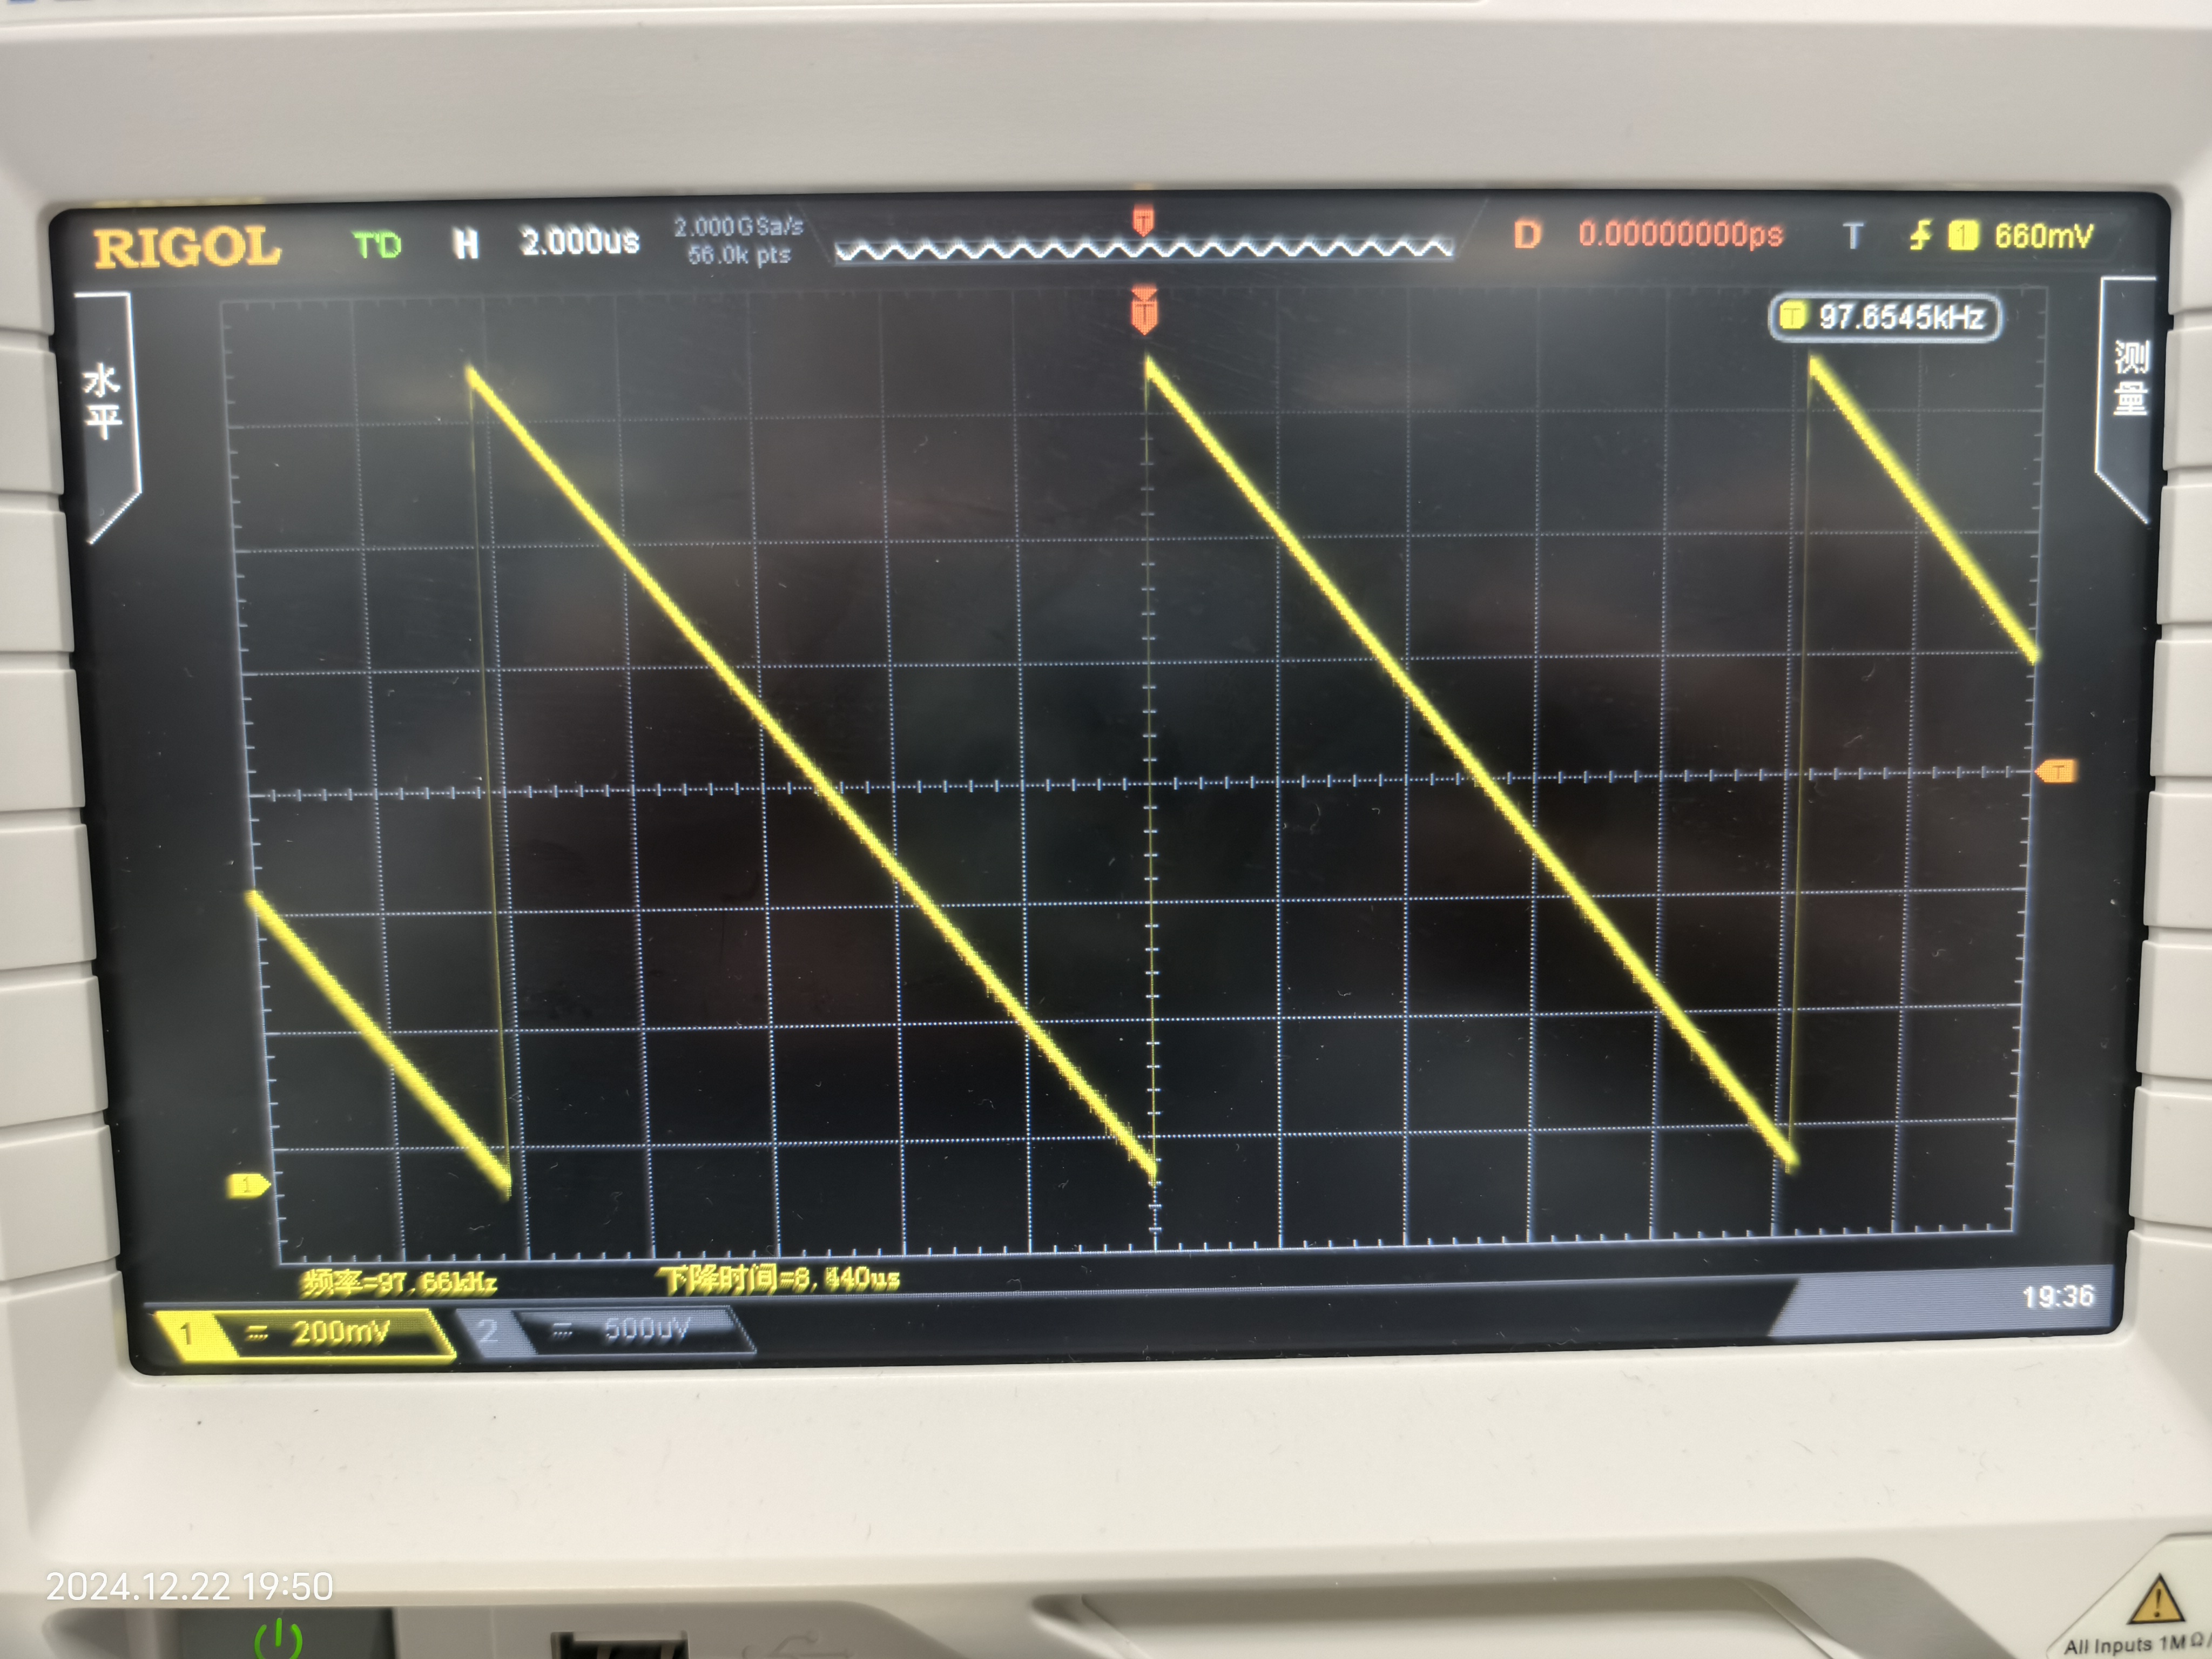 RIGOL T'D H 2.000us 2.000GSa/s D 0.00000000ps T 1 660mV
56.0k pts
T
T
T 97.6545kHz
水平
测量
T
1
频率=97.66kHz 下降时间=8.440us
19:36
1 200mV 2 500uV
2024.12.22 19:50
All Inputs 1MΩ/